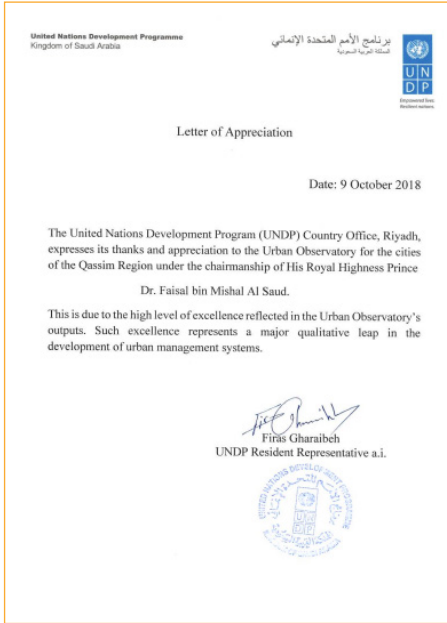 United Nations Development Programme
Kingdom of Saudi Arabia
برنامج الأمم المتحدة الإنمائي
المملكة العربية السعودية
U N
D P
Empowered lives.
Resilient nations.
Letter of Appreciation
Date: 9 October 2018
The United Nations Development Program (UNDP) Country Office, Riyadh,
expresses its thanks and appreciation to the Urban Observatory for the cities
of the Qassim Region under the chairmanship of His Royal Highness Prince
Dr. Faisal bin Mishal Al Saud.
This is due to the high level of excellence reflected in the Urban Observatory's
outputs. Such excellence represents a major qualitative leap in the
development of urban management systems.
Firas Gharaibeh
UNDP Resident Representative a.i.
UNITED NATIONS DEVELOPMENT PROGRAMME